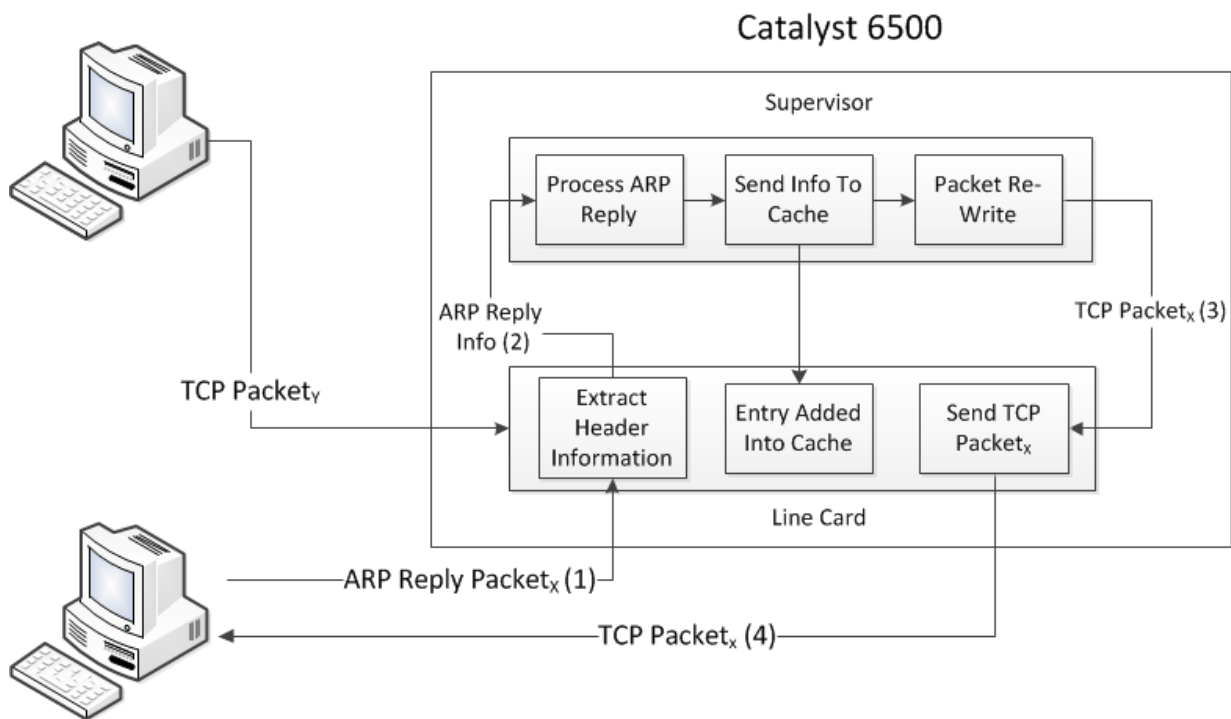 Catalyst 6500
Supervisor
Process ARP
Reply
Send Info To
Cache
Packet Re-
Write
ARP Reply
Info (2)
TCP Packetₓ (3)
TCP PacketY
Extract
Header
Information
Entry Added
Into Cache
Send TCP
Packetₓ
Line Card
ARP Reply Packetₓ (1)
TCP Packetₓ (4)